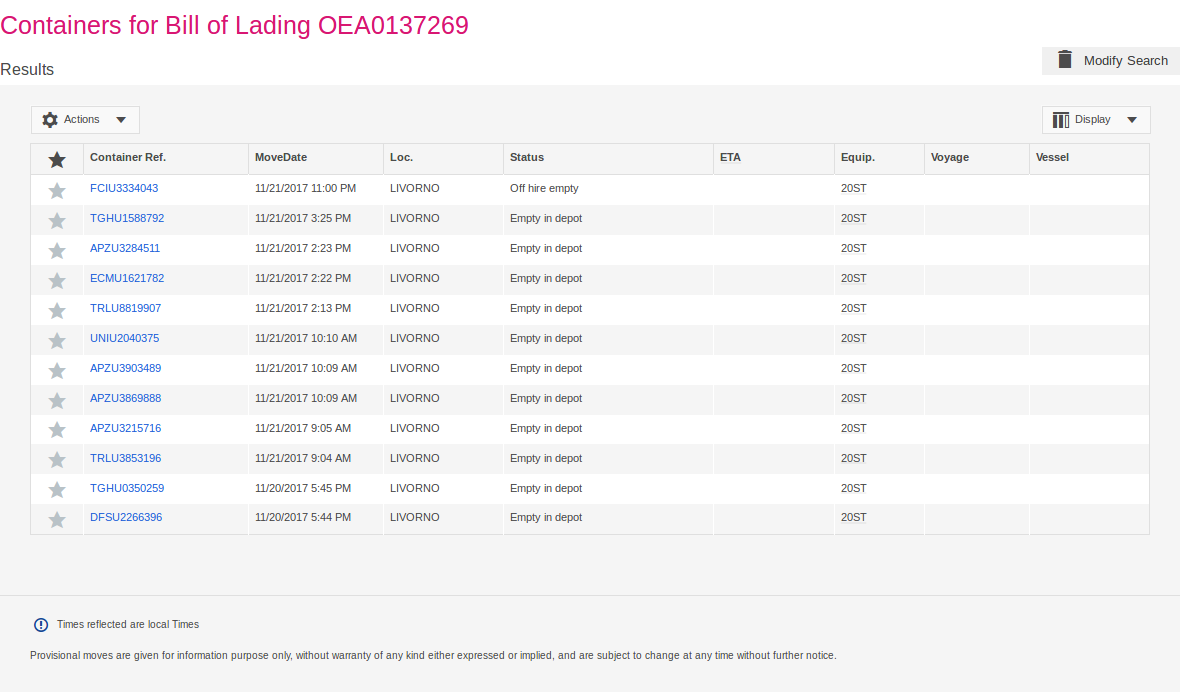 Containers for Bill of Lading OEA0137269
Modify Search
Results
Actions
Display
Container Ref. MoveDate Loc. Status ETA Equip. Voyage Vessel
FCIU3334043 11/21/2017 11:00 PM LIVORNO Off hire empty 20ST
TGHU1588792 11/21/2017 3:25 PM LIVORNO Empty in depot 20ST
APZU3284511 11/21/2017 2:23 PM LIVORNO Empty in depot 20ST
ECMU1621782 11/21/2017 2:22 PM LIVORNO Empty in depot 20ST
TRLU8819907 11/21/2017 2:13 PM LIVORNO Empty in depot 20ST
UNIU2040375 11/21/2017 10:10 AM LIVORNO Empty in depot 20ST
APZU3903489 11/21/2017 10:09 AM LIVORNO Empty in depot 20ST
APZU3869888 11/21/2017 10:09 AM LIVORNO Empty in depot 20ST
APZU3215716 11/21/2017 9:05 AM LIVORNO Empty in depot 20ST
TRLU3853196 11/21/2017 9:04 AM LIVORNO Empty in depot 20ST
TGHU0350259 11/20/2017 5:45 PM LIVORNO Empty in depot 20ST
DFSU2266396 11/20/2017 5:44 PM LIVORNO Empty in depot 20ST
Times reflected are local Times
Provisional moves are given for information purpose only, without warranty of any kind either expressed or implied, and are subject to change at any time without further notice.